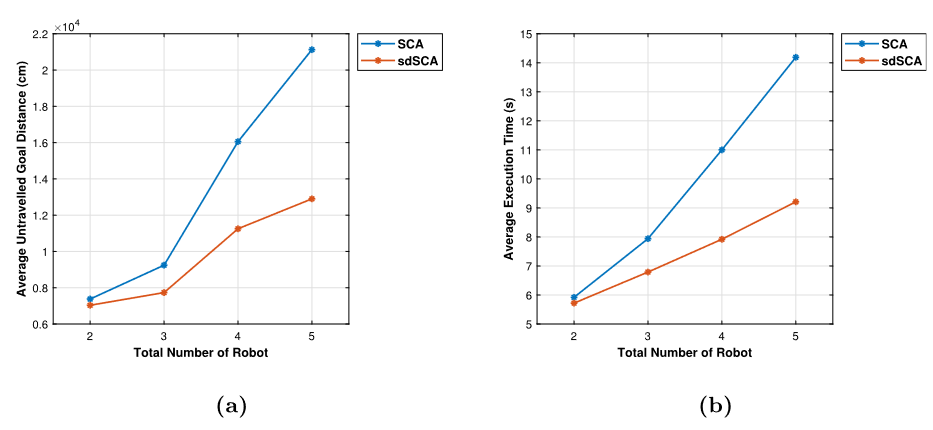 ×10⁴
2.2
2
1.8
1.6
1.4
1.2
1
0.8
0.6
2 3 4 5
Average Untravelled Goal Distance (cm)
Total Number of Robot
SCA
sdSCA
(a)
15
14
13
12
11
10
9
8
7
6
5
2 3 4 5
Average Execution Time (s)
Total Number of Robot
SCA
sdSCA
(b)